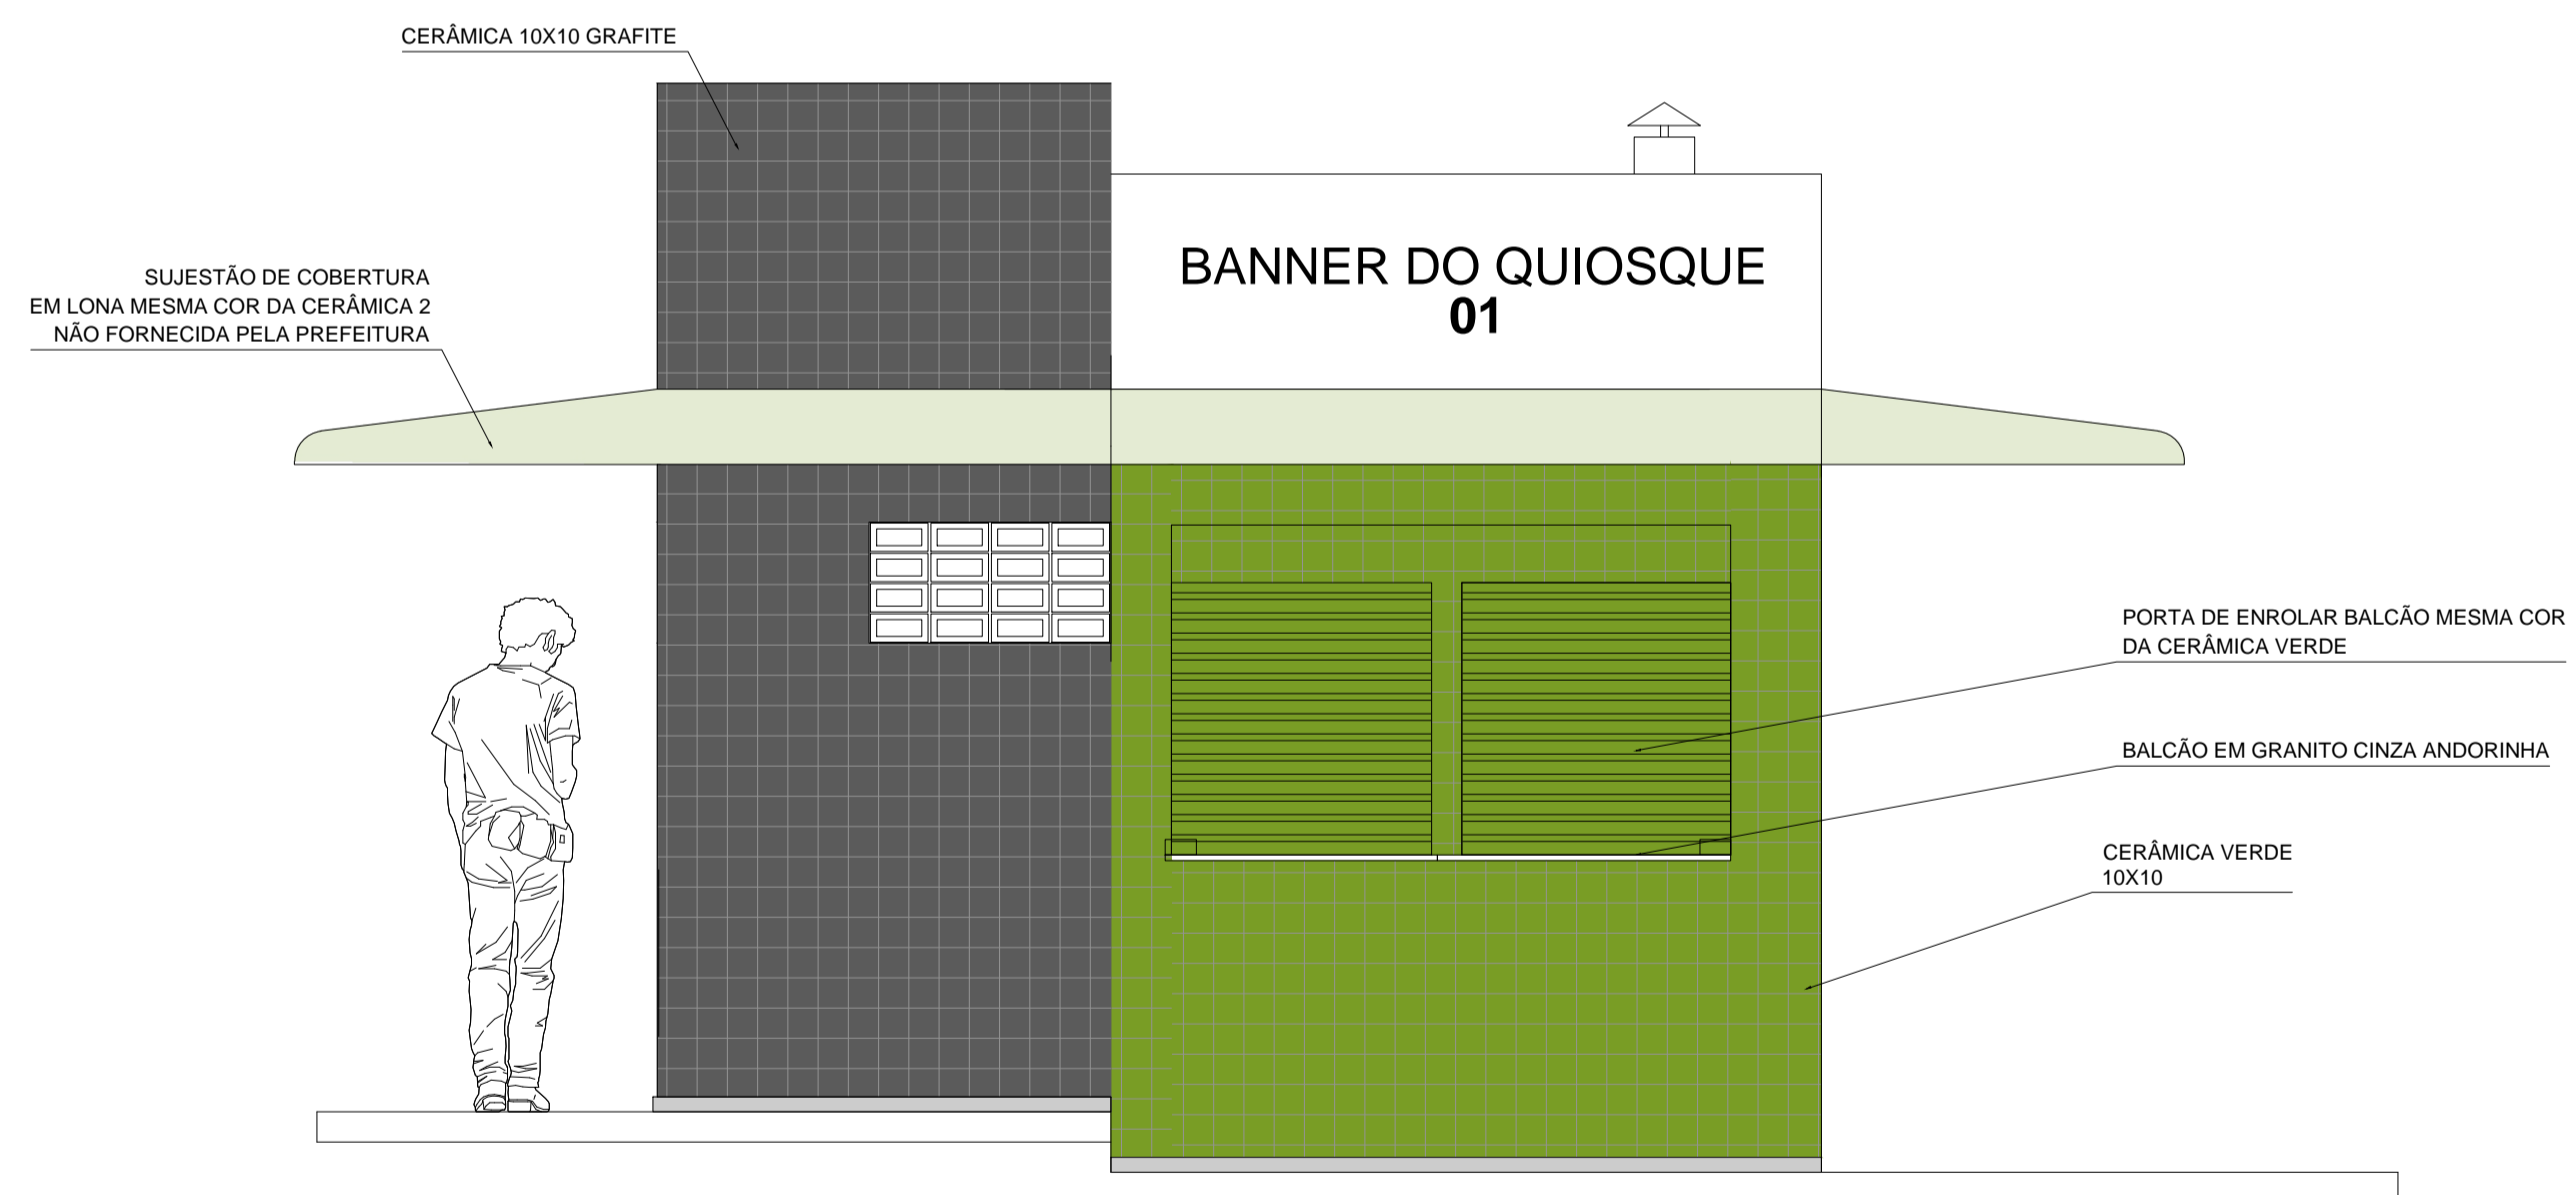 CERÂMICA 10X10 GRAFITE
BANNER DO QUIOSQUE
01
SUJESTÃO DE COBERTURA
EM LONA MESMA COR DA CERÂMICA 2
NÃO FORNECIDA PELA PREFEITURA
PORTA DE ENROLAR BALCÃO MESMA COR
DA CERÂMICA VERDE
BALCÃO EM GRANITO CINZA ANDORINHA
CERÂMICA VERDE
10X10